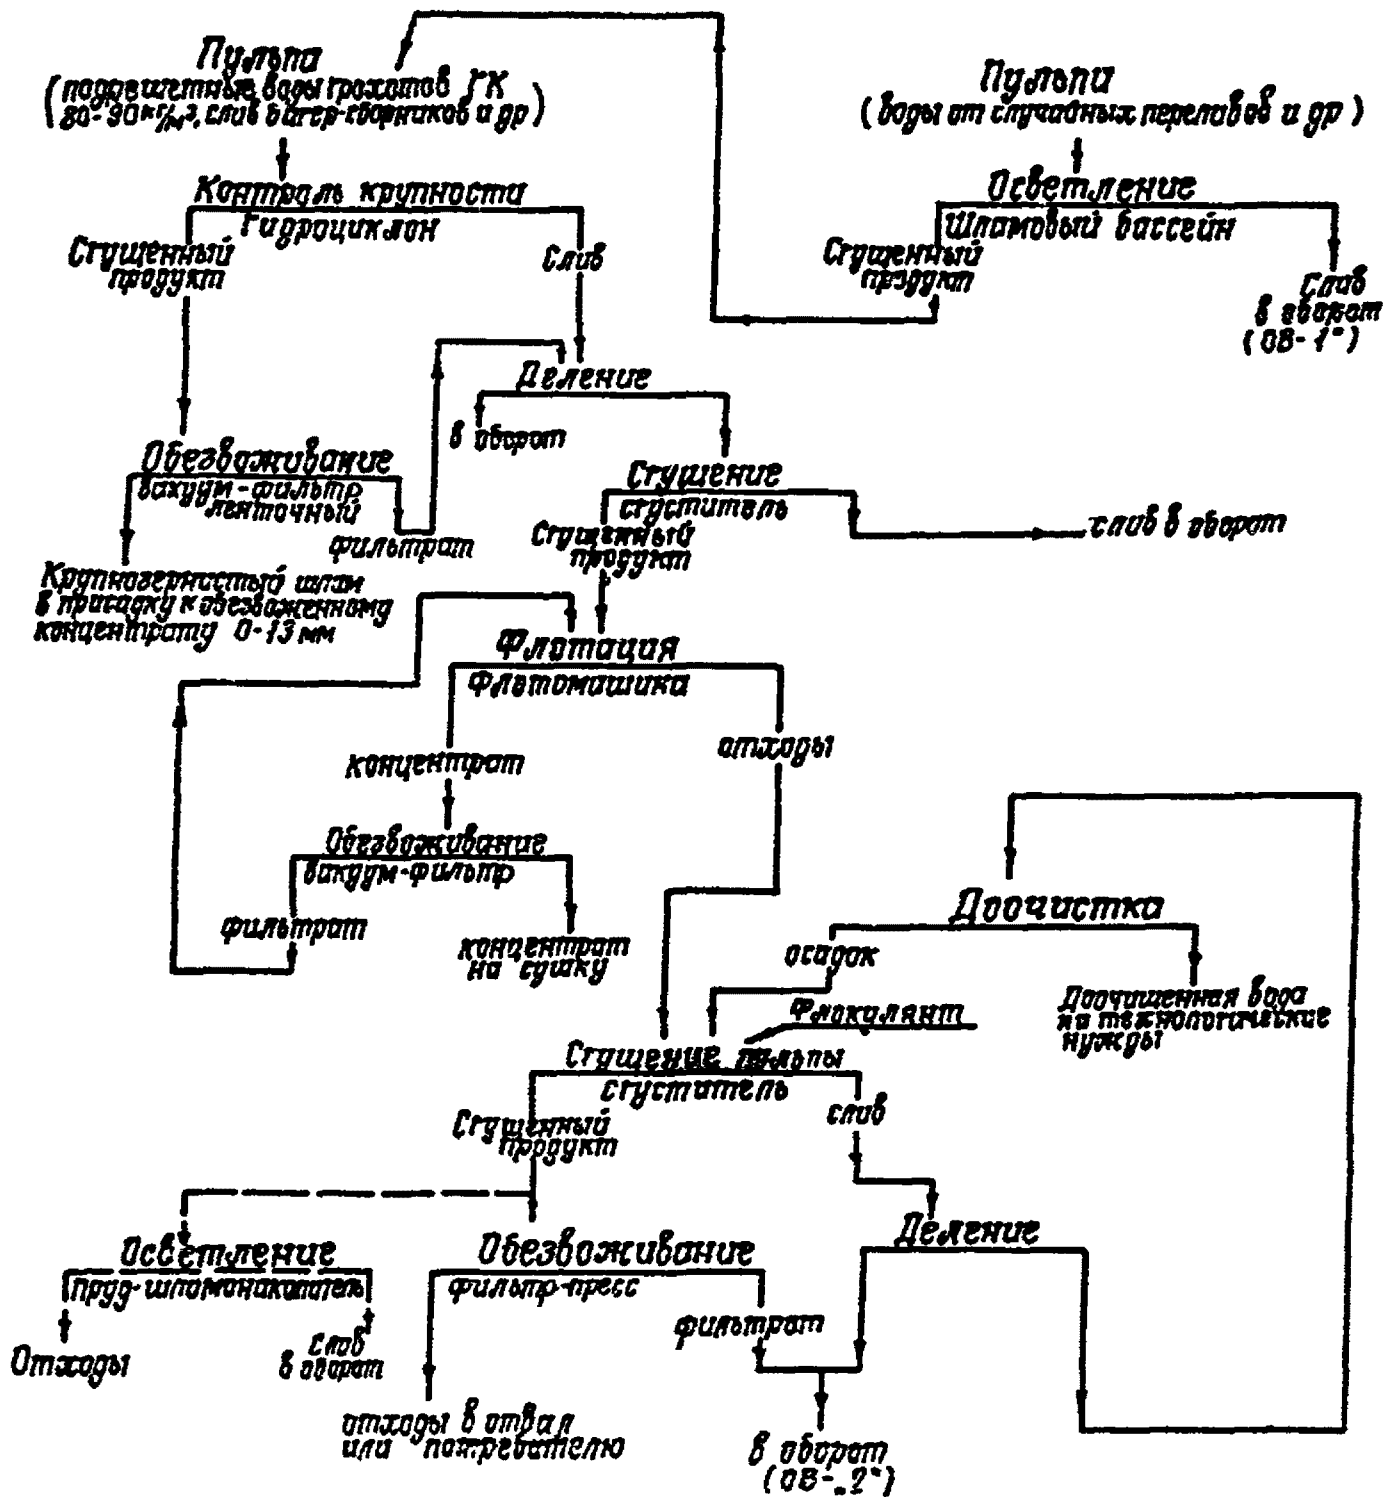 Пульпа
(подрешетные воды грохотов ГК
80-90 кг/м³, слив багер-сборников и др)
Пульпа
(воды от случайных переливов и др)
Контроль крупности
гидроциклон
Сгущенный
продукт
Слив
Осветление
Шламовый бассейн
Сгущенный
продукт
Слив
в оборот
(ОВ-1")
Деление
в оборот
Обезвоживание
вакуум-фильтр
ленточный
фильтрат
Сгущение
сгуститель
Сгущенный
продукт
слив в оборот
Крупнозернистый шлам
в присадку к обезвоженному
концентрату 0-13 мм
Флотация
Флотомашина
концентрат
отходы
Обезвоживание
вакуум-фильтр
фильтрат
концентрат
на сушку
Доочистка
осадок
Доочищенная вода
на технологические
нужды
Флокулянт
Сгущение пульпы
сгуститель
Сгущенный
продукт
слив
Осветление
пруд-шламонакопитель
Отходы
слив
в оборот
Обезвоживание
фильтр-пресс
фильтрат
отходы в отвал
или потребителю
Деление
в оборот
(ОВ-„2")